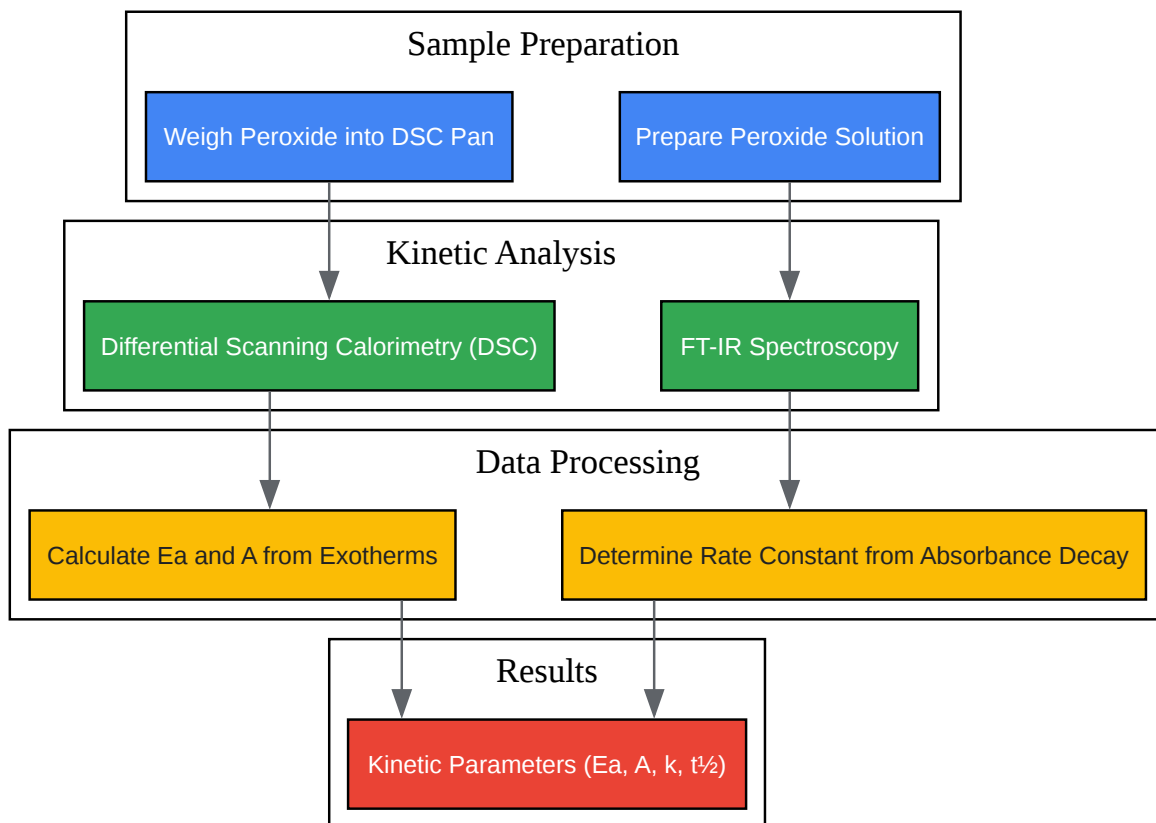 Sample Preparation
Weigh Peroxide into DSC Pan
Prepare Peroxide Solution
Kinetic Analysis
Differential Scanning Calorimetry (DSC)
FT-IR Spectroscopy
Data Processing
Calculate Ea and A from Exotherms
Determine Rate Constant from Absorbance Decay
Results
Kinetic Parameters (Ea, A, k, t½)